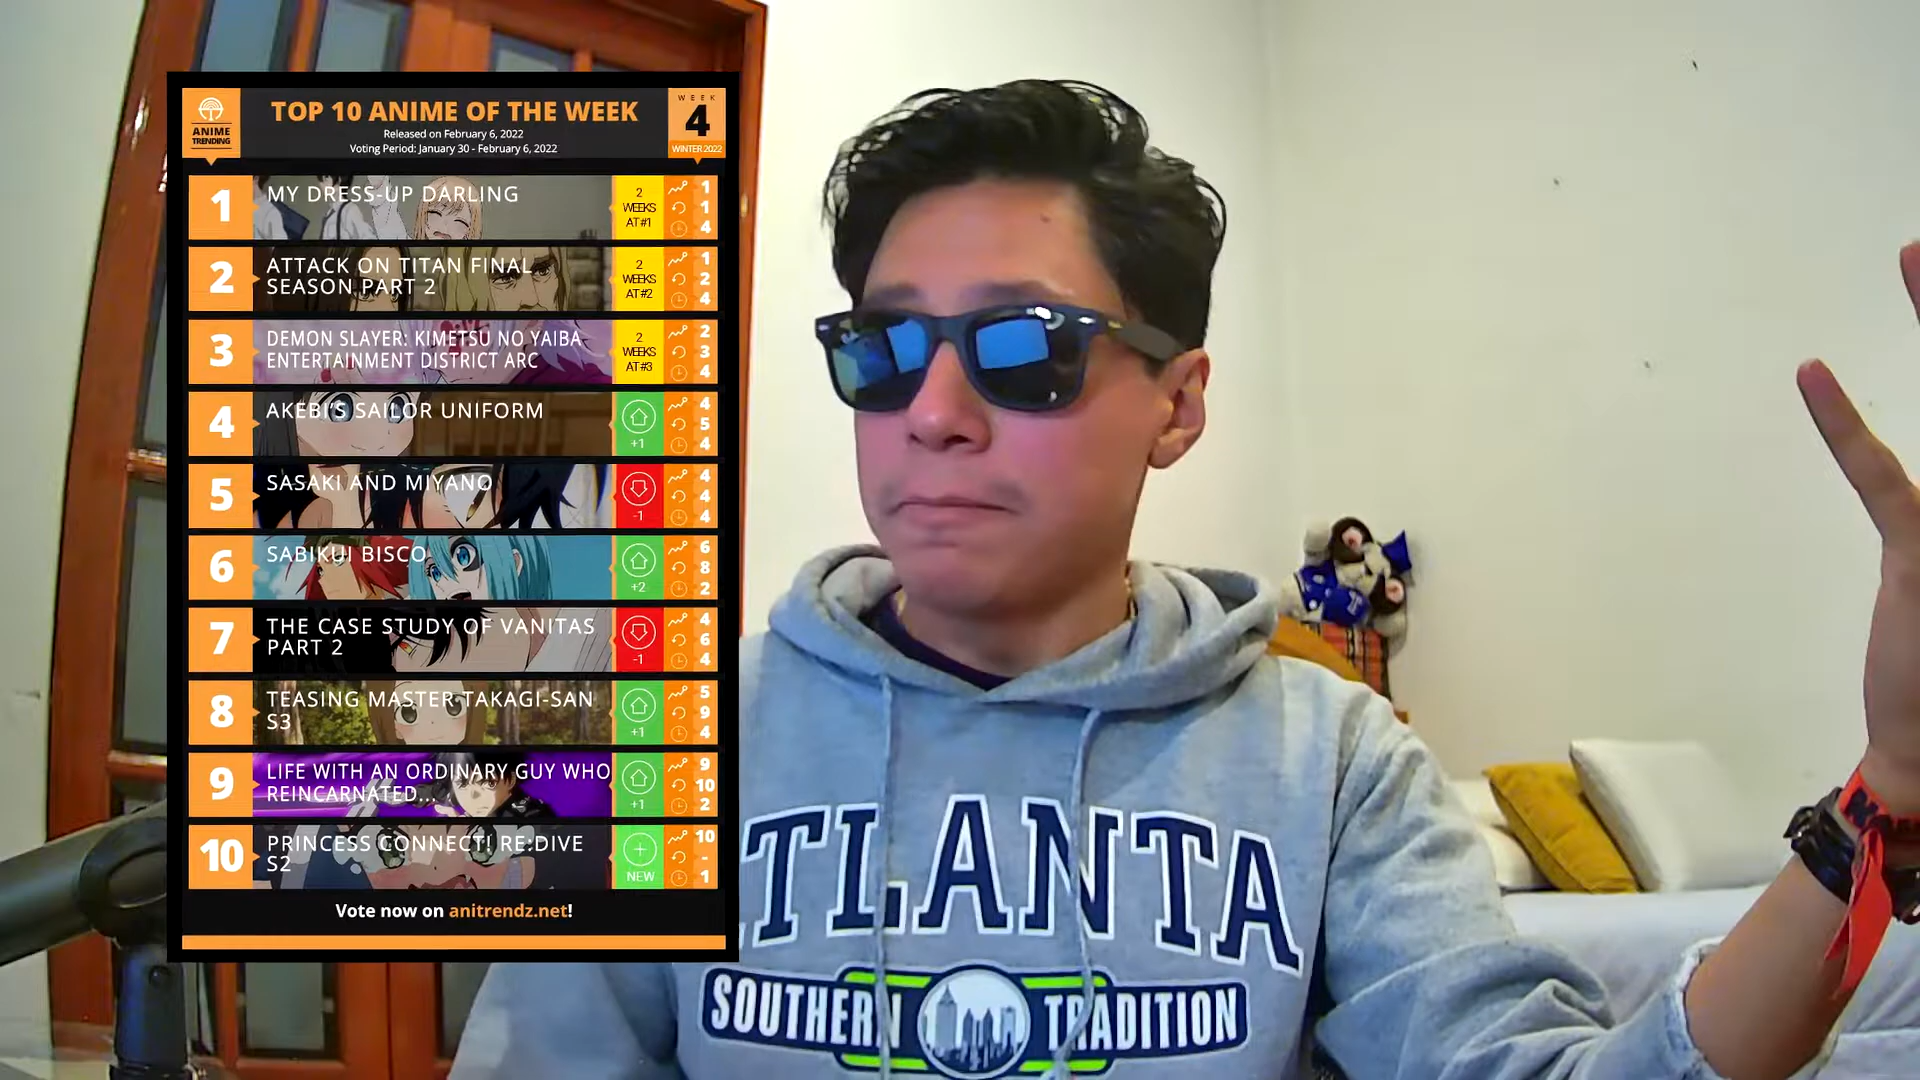 ANIME
TRENDING
TOP 10 ANIME OF THE WEEK
Released on February 6, 2022
Voting Period: January 30 - February 6, 2022
WEEK
4
WINTER 2022
1
MY DRESS-UP DARLING
2
WEEKS
AT #1
1
1
4
2
ATTACK ON TITAN FINAL
SEASON PART 2
2
WEEKS
AT #2
1
2
4
3
DEMON SLAYER: KIMETSU NO YAIBA
ENTERTAINMENT DISTRICT ARC
2
WEEKS
AT #3
2
3
4
4
AKEBI'S SAILOR UNIFORM
+1
4
5
4
5
SASAKI AND MIYANO
-1
4
4
4
6
SABIKUI BISCO
+2
6
8
2
7
THE CASE STUDY OF VANITAS
PART 2
-1
4
6
4
8
TEASING MASTER TAKAGI-SAN
S3
+1
5
9
4
9
LIFE WITH AN ORDINARY GUY WHO
REINCARNATED...
+1
9
10
2
10
PRINCESS CONNECT! RE:DIVE
S2
NEW
10
-
1
Vote now on anitrendz.net!
TLANTA
SOUTHERN TRADITION